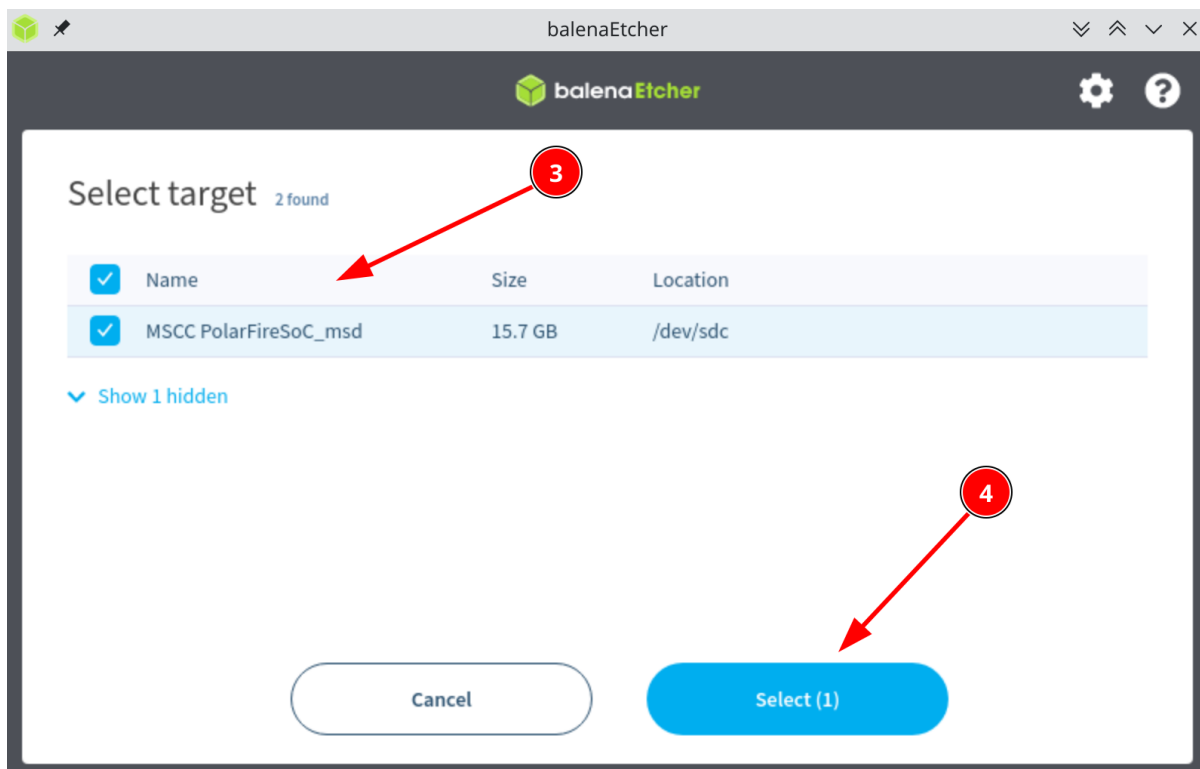 balenaEtcher
balenaEtcher
?
3
Select target 2 found
Name Size Location
MSCC PolarFireSoC_msd 15.7 GB /dev/sdc
Show 1 hidden
4
Cancel Select (1)